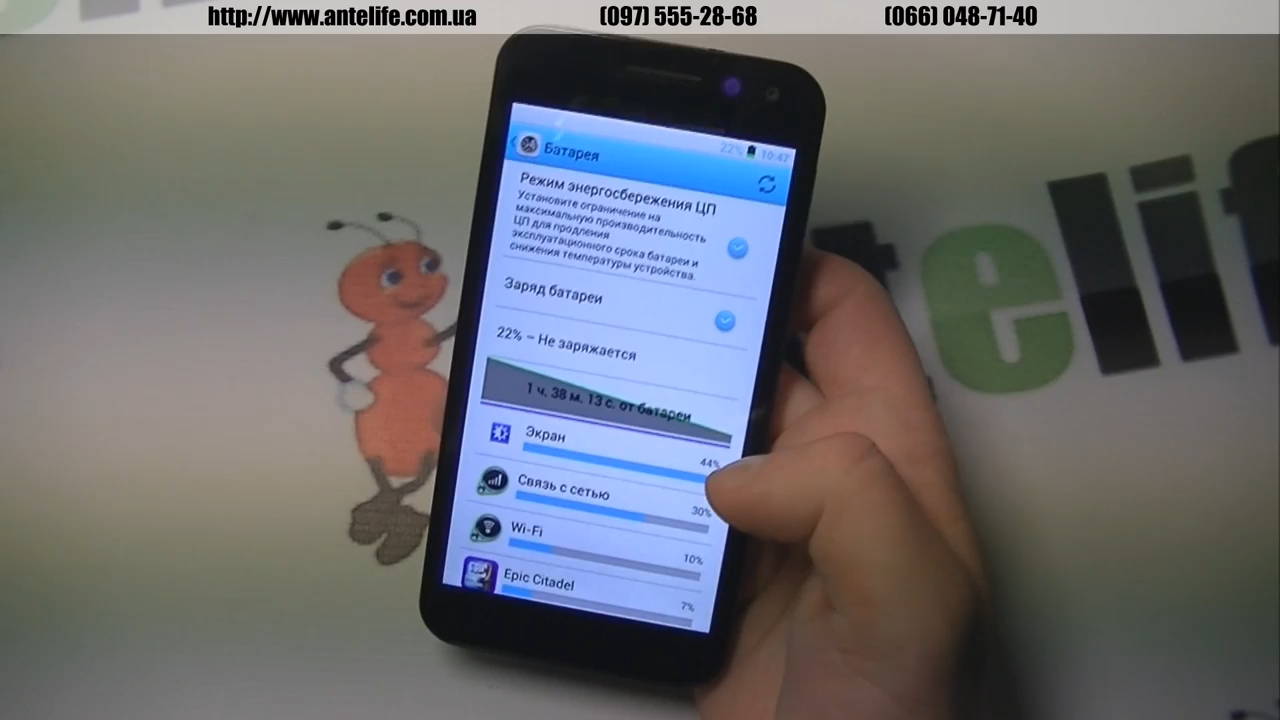 http://www.antelife.com.ua (097) 555-28-68 (066) 048-71-40
22% 10:47
Батарея
Режим энергосбережения ЦП
Установите ограничение на
максимальную производительность
ЦП для продления
эксплуатационного срока батареи и
снижения температуры устройства.
Заряд батареи
22% – Не заряжается
1 ч. 38 м. 13 с. от батареи
Экран
44%
Связь с сетью
30%
Wi-Fi
10%
Epic Citadel
7%
telif